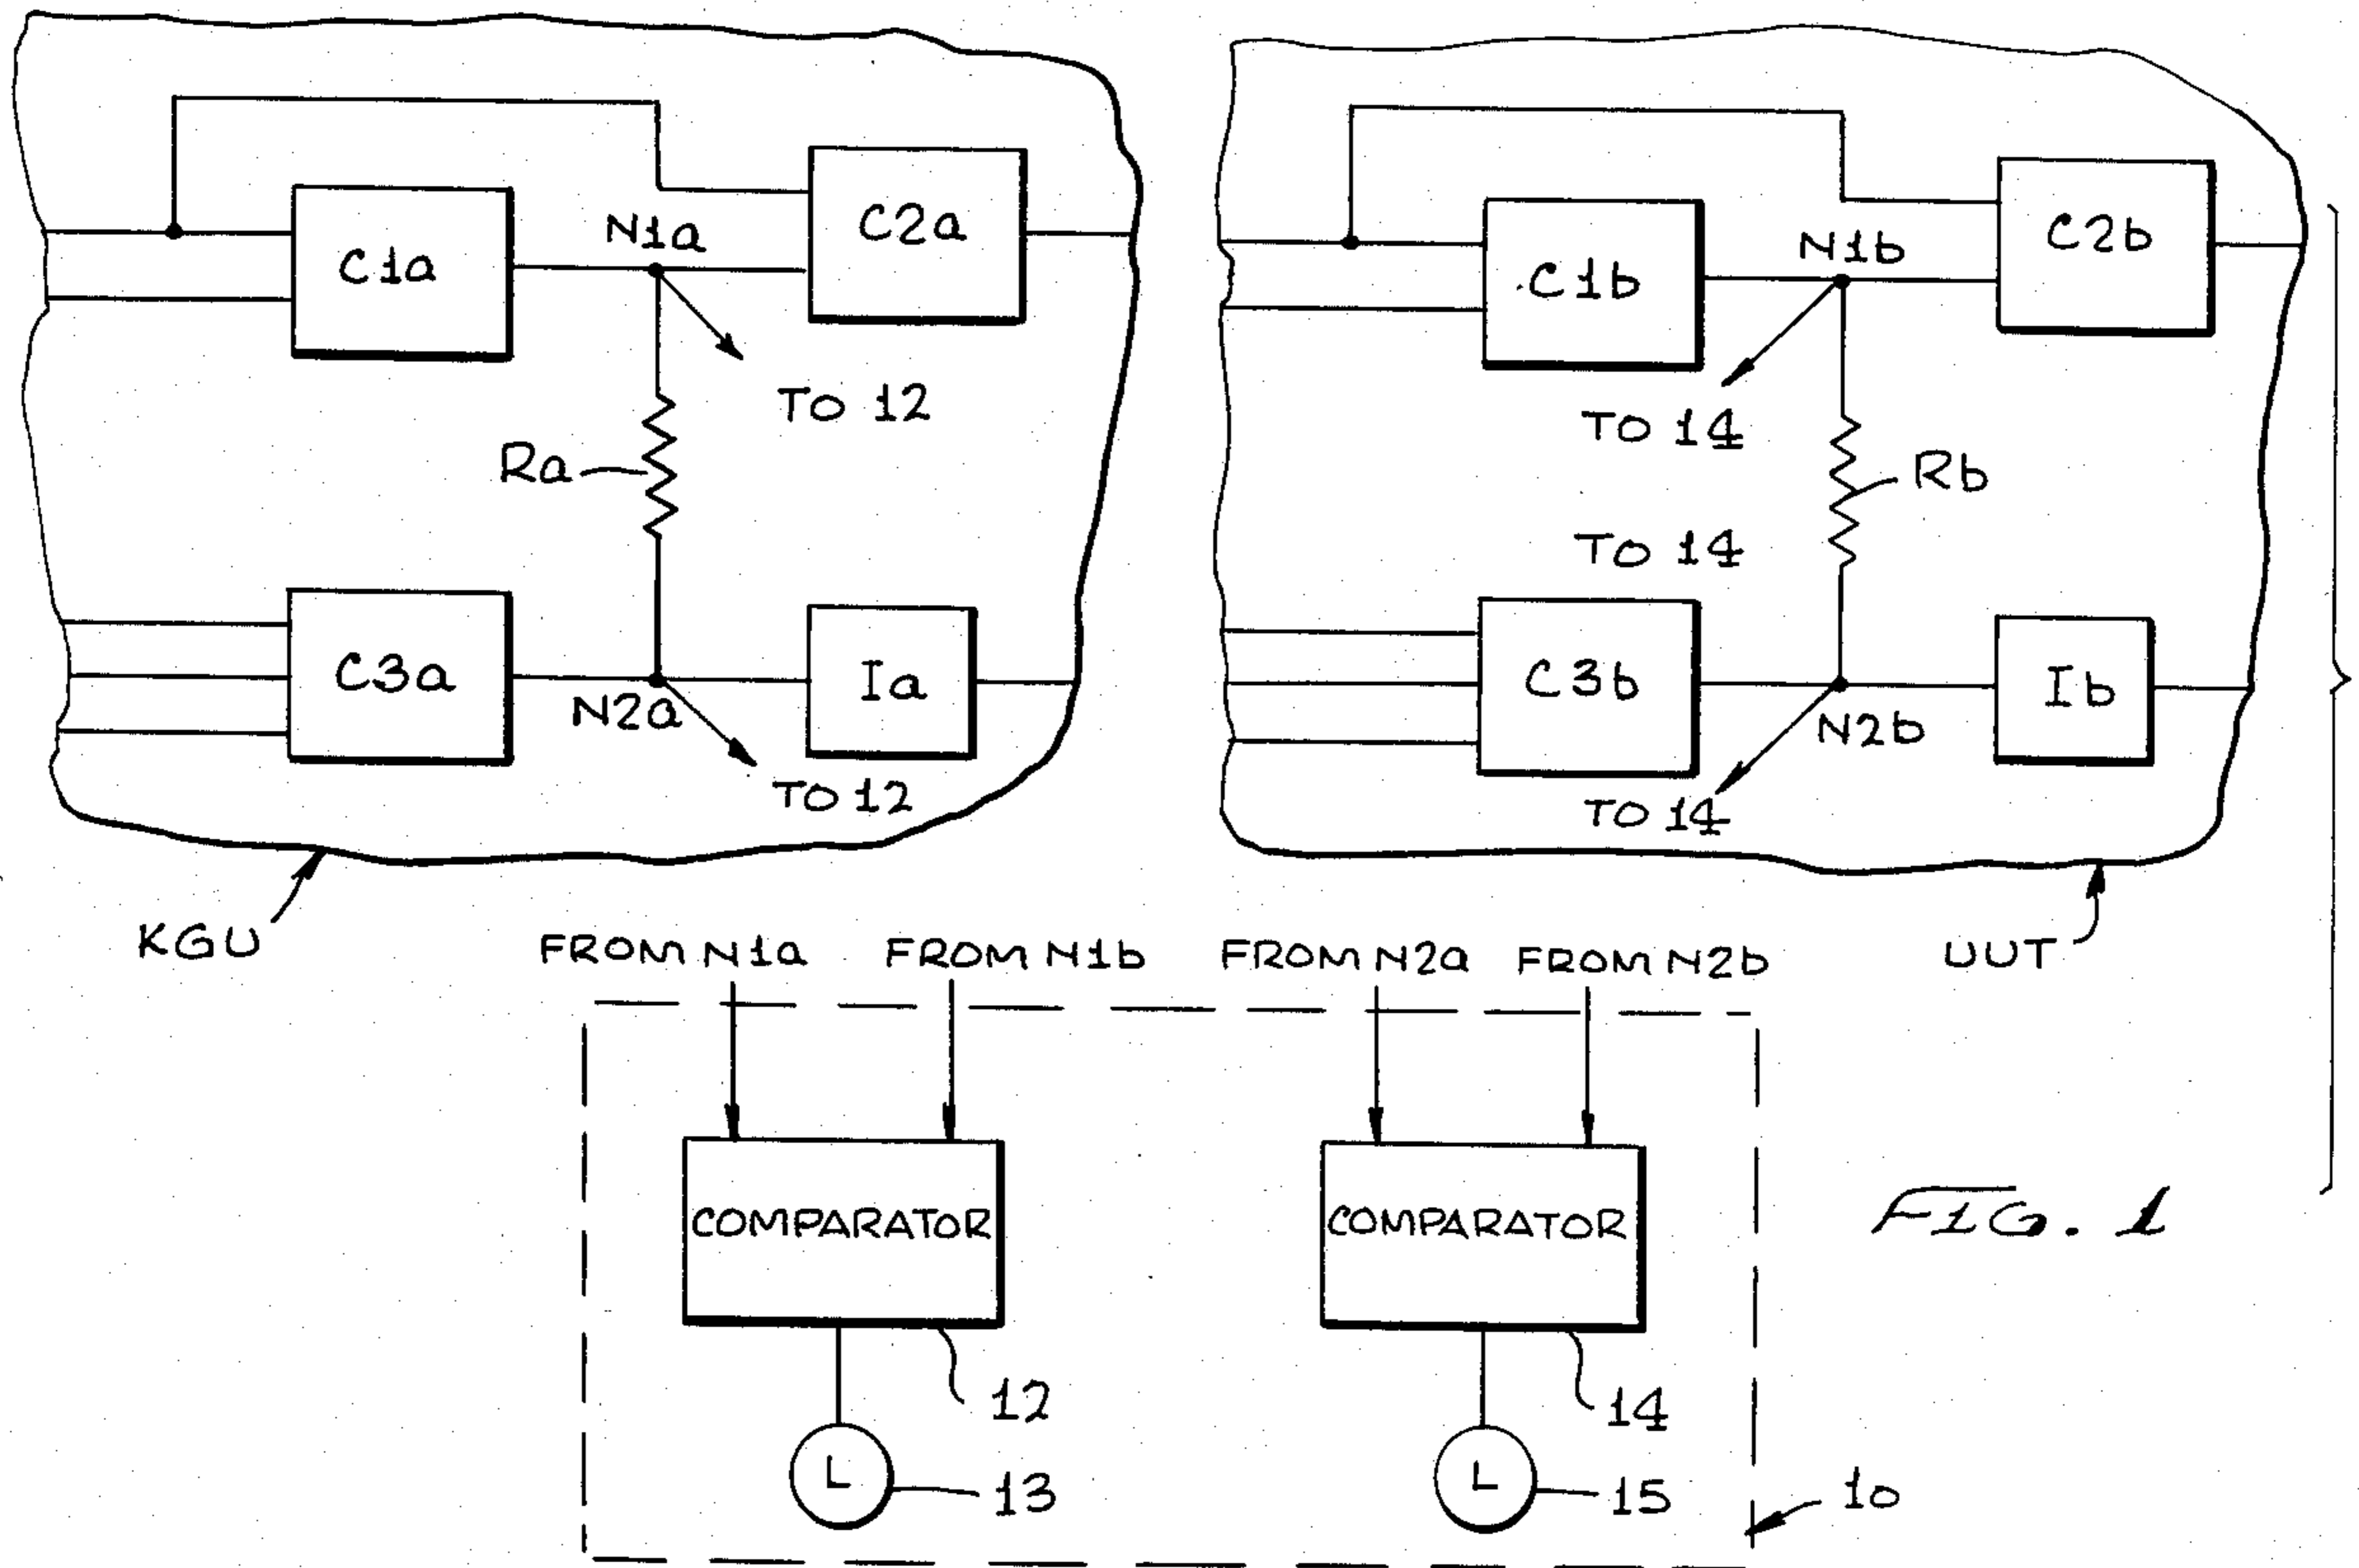 N1a
C2a
C1a
TO 12
Ra
C3a
Ia
N2a
TO 12
KGU
N1b
C2b
C1b
TO 14
Rb
TO 14
C3b
Ib
N2b
TO 14
UUT
FROM N1a
FROM N1b
FROM N2a
FROM N2b
COMPARATOR
COMPARATOR
12
14
L
L
13
15
10
FIG. 1